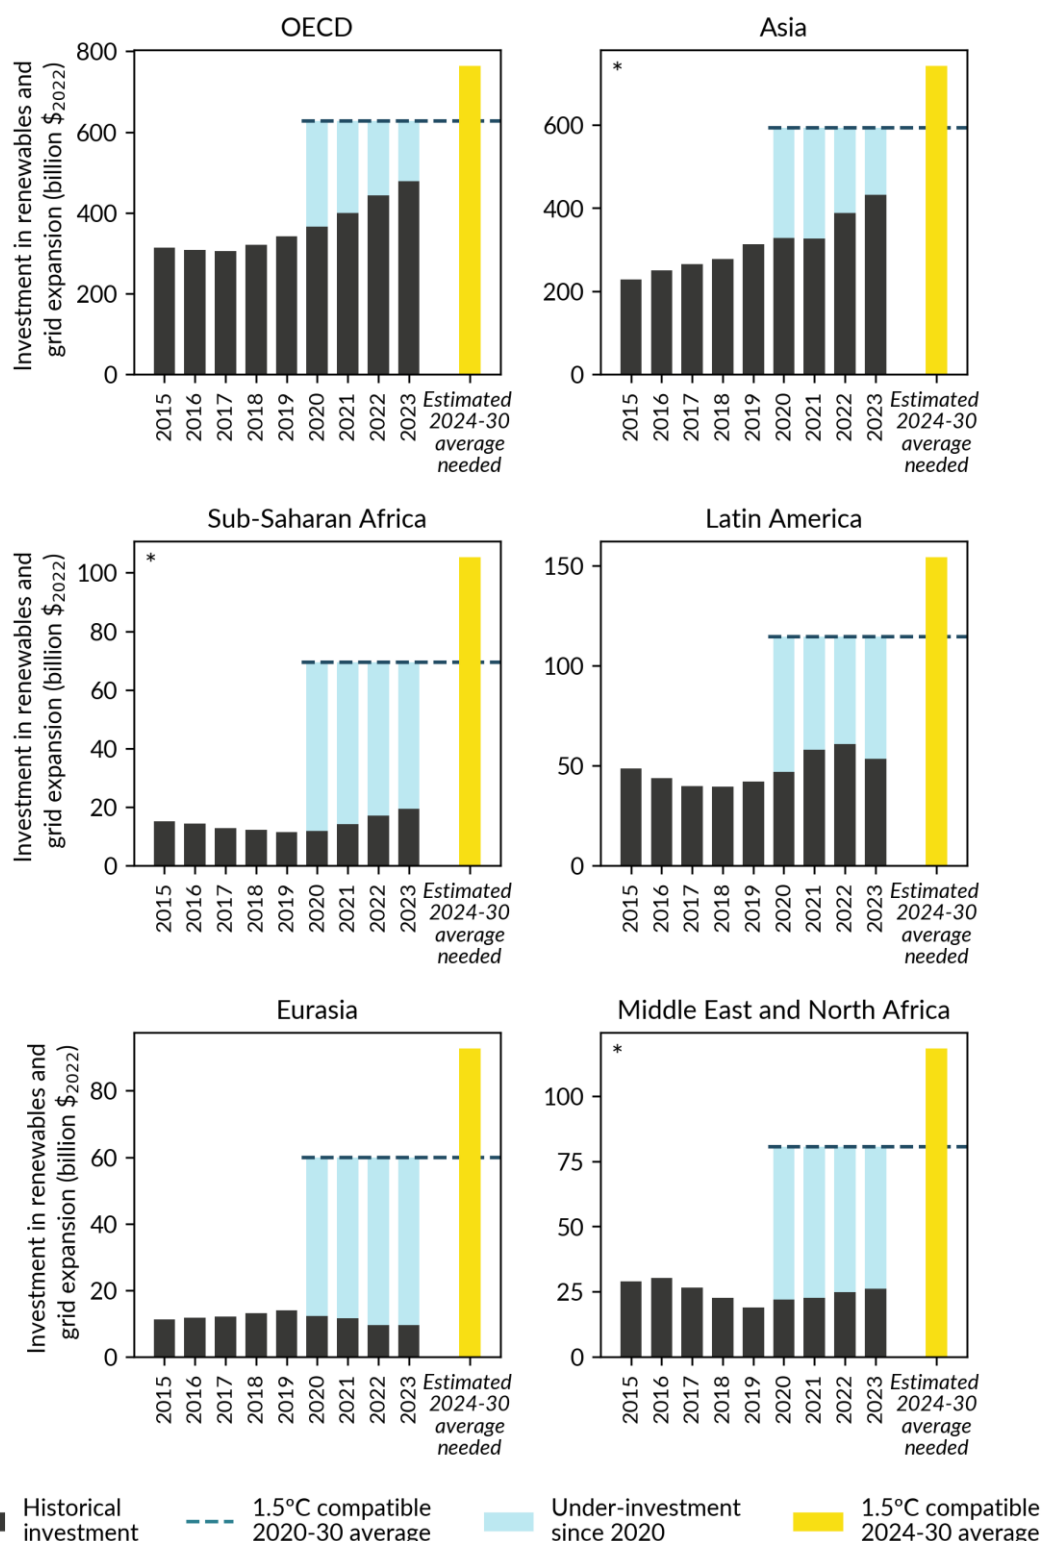 OECD
Investment in renewables and
grid expansion (billion $2022)
800
600
400
200
0
2015
2016
2017
2018
2019
2020
2021
2022
2023
Estimated
2024-30
average
needed
Asia
*
600
400
200
0
2015
2016
2017
2018
2019
2020
2021
2022
2023
Estimated
2024-30
average
needed
Sub-Saharan Africa
*
Investment in renewables and
grid expansion (billion $2022)
100
80
60
40
20
0
2015
2016
2017
2018
2019
2020
2021
2022
2023
Estimated
2024-30
average
needed
Latin America
150
100
50
0
2015
2016
2017
2018
2019
2020
2021
2022
2023
Estimated
2024-30
average
needed
Eurasia
Investment in renewables and
grid expansion (billion $2022)
80
60
40
20
0
2015
2016
2017
2018
2019
2020
2021
2022
2023
Estimated
2024-30
average
needed
Middle East and North Africa
*
100
75
50
25
0
2015
2016
2017
2018
2019
2020
2021
2022
2023
Estimated
2024-30
average
needed
Historical
investment
1.5°C compatible
2020-30 average
Under-investment
since 2020
1.5°C compatible
2024-30 average